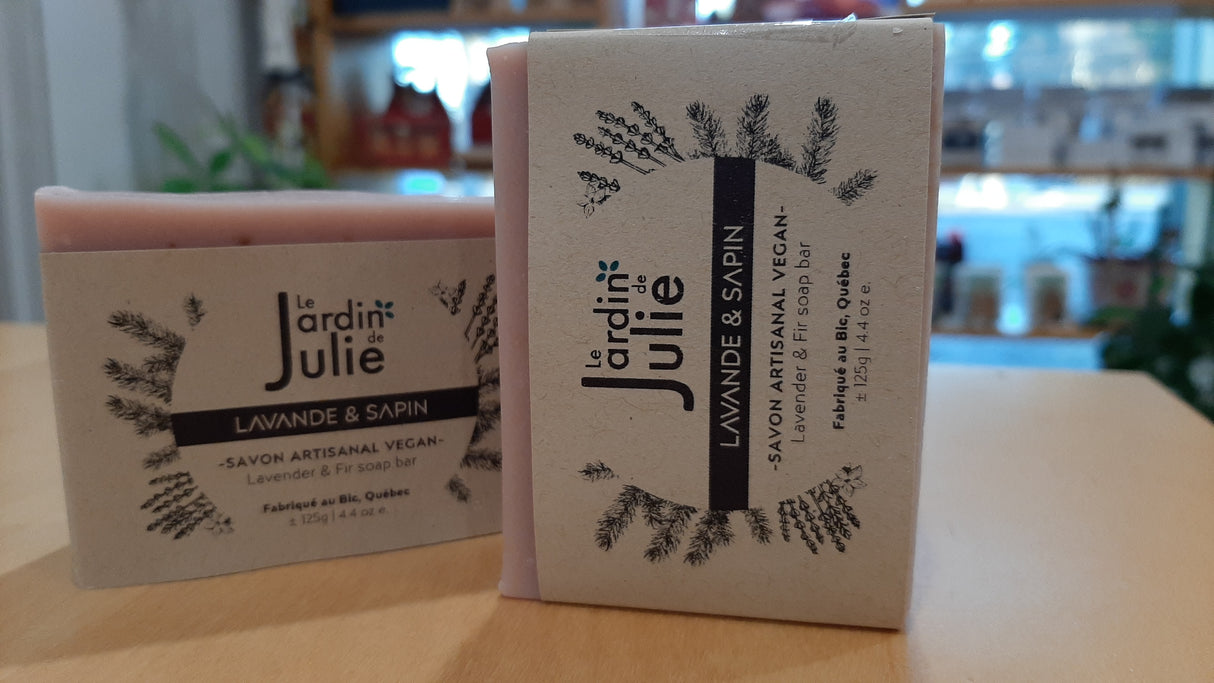 Le
Jardin
de
Julie
LAVANDE & SAPIN
-SAVON ARTISANAL VEGAN-
Lavender & Fir soap bar
Fabriqué au Bic, Québec
± 125g | 4.4 oz e.
Le
Jardin
de
Julie
LAVANDE & SAPIN
-SAVON ARTISANAL VEGAN-
Lavender & Fir soap bar
Fabriqué au Bic, Québec
± 125g | 4.4 oz e.